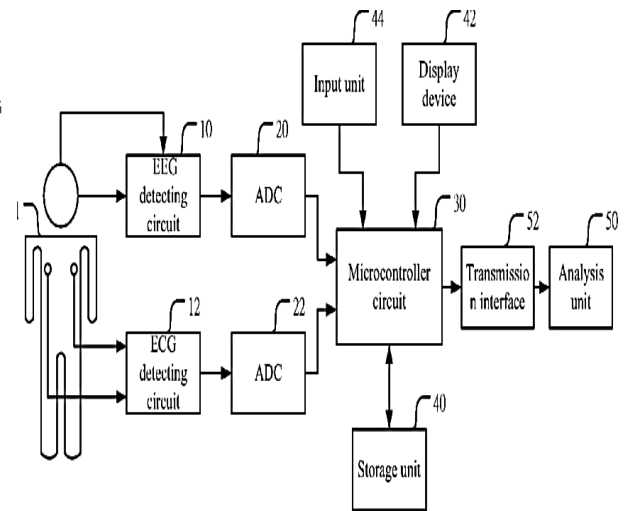 44
42
Input unit
Display
device
10
20
EEG
detecting
circuit
ADC
1
30
52
50
Microcontroller
circuit
Transmissio
n interface
Analysis
unit
12
22
ECG
detecting
circuit
ADC
40
Storage unit